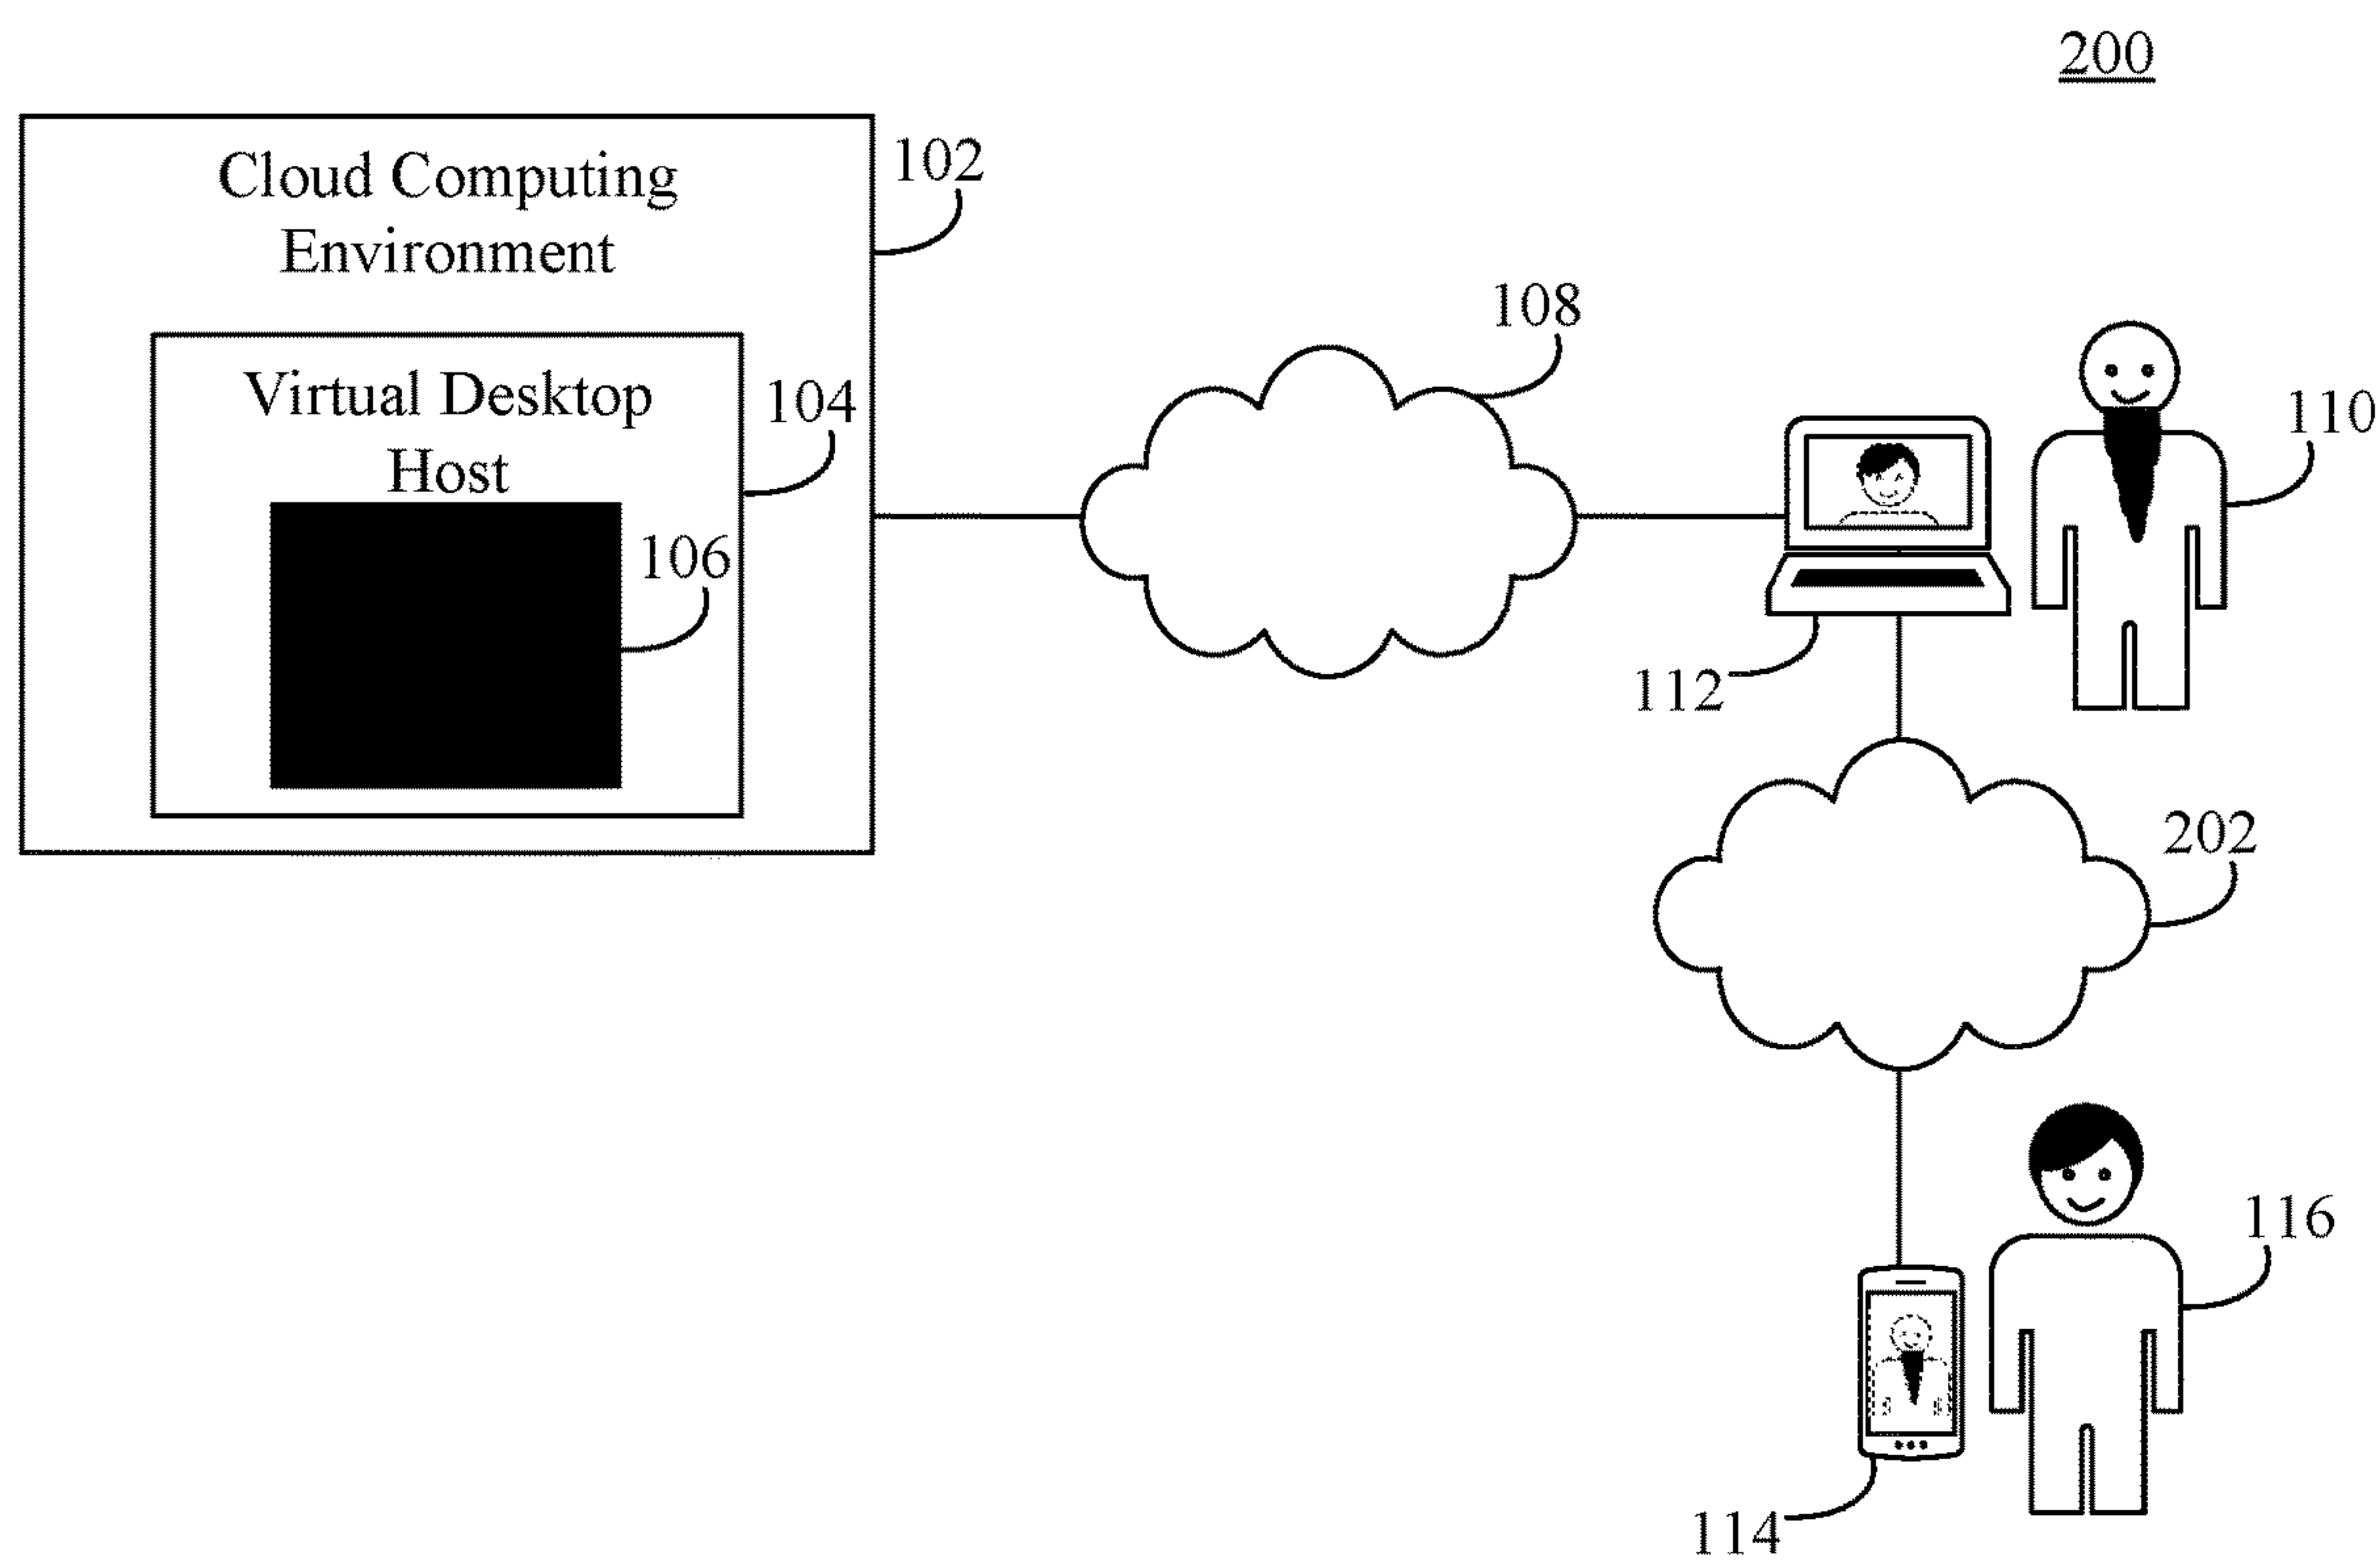 200
Cloud Computing
Environment
102
Virtual Desktop
Host
104
106
108
110
112
202
116
114